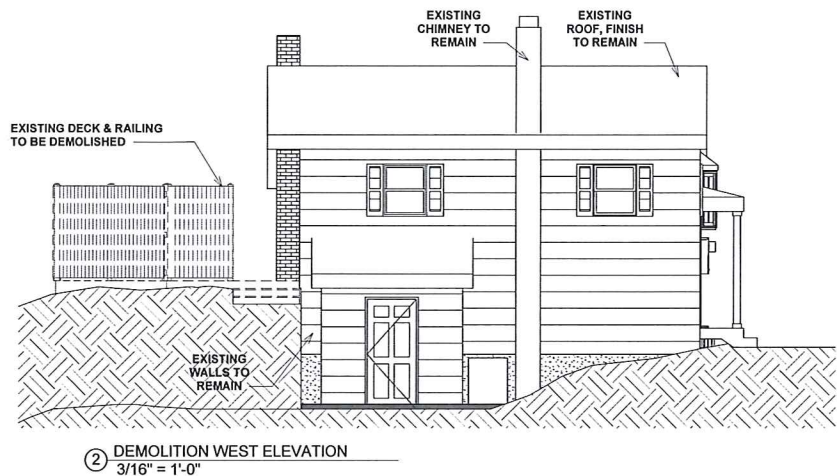 EXISTING
CHIMNEY TO
REMAIN
EXISTING
ROOF, FINISH
TO REMAIN
EXISTING DECK & RAILING
TO BE DEMOLISHED
EXISTING
WALLS TO
REMAIN
2 DEMOLITION WEST ELEVATION
3/16" = 1'-0"